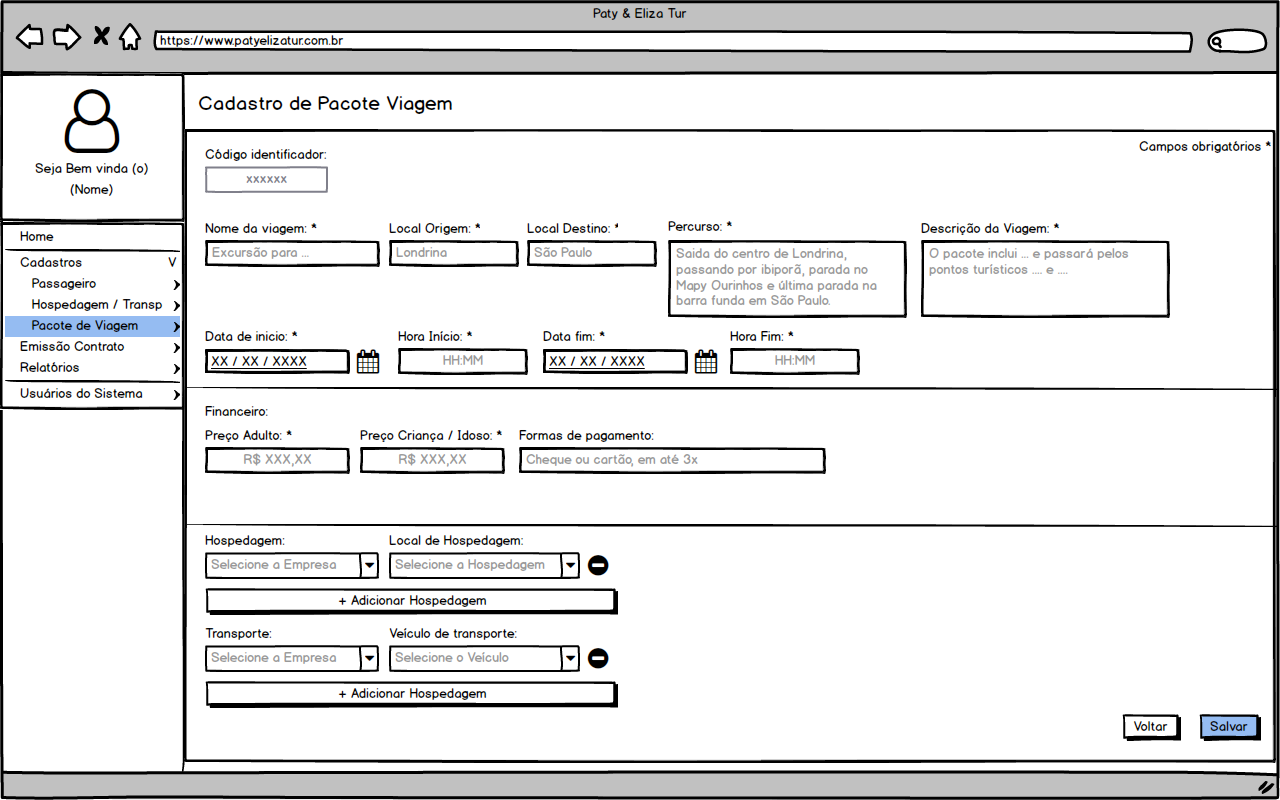 Paty & Eliza Tur
https://www.patyelizatur.com.br
Seja Bem vinda (o)
(Nome)
Home
Cadastros V
Passageiro
Hospedagem / Transp
Pacote de Viagem
Emissão Contrato
Relatórios
Usuários do Sistema
Cadastro de Pacote Viagem
Campos obrigatórios *
Código identificador:
xxxxxx
Nome da viagem: *
Excursão para ...
Local Origem: *
Londrina
Local Destino: *
São Paulo
Percurso: *
Saida do centro de Londrina,
passando por ibiporã, parada no
Mapy Ourinhos e última parada na
barra funda em São Paulo.
Descrição da Viagem: *
O pacote inclui ... e passará pelos
pontos turísticos .... e ....
Data de inicio: *
XX / XX / XXXX
Hora Início: *
HH:MM
Data fim: *
XX / XX / XXXX
Hora Fim: *
HH:MM
Financeiro:
Preço Adulto: *
R$ XXX,XX
Preço Criança / Idoso: *
R$ XXX,XX
Formas de pagamento:
Cheque ou cartão, em até 3x
Hospedagem:
Selecione a Empresa
Local de Hospedagem:
Selecione a Hospedagem
+ Adicionar Hospedagem
Transporte:
Selecione a Empresa
Veículo de transporte:
Selecione o Veículo
+ Adicionar Hospedagem
Voltar
Salvar